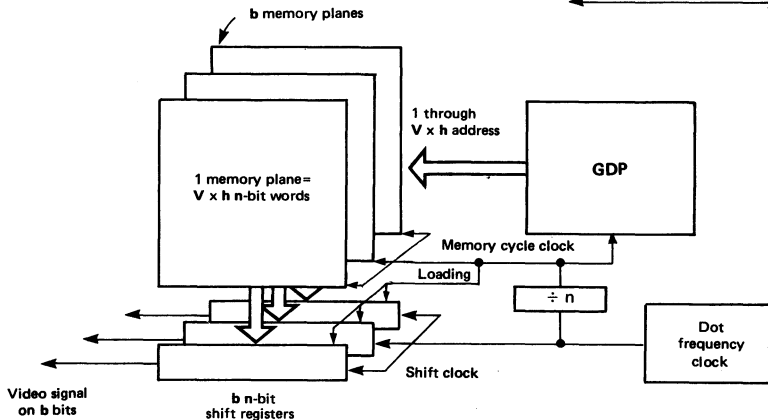 b memory planes
1 through
V x h address
1 memory plane=
V x h n-bit words
GDP
Memory cycle clock
Loading
÷ n
Dot
frequency
clock
Shift clock
Video signal
on b bits
b n-bit
shift registers